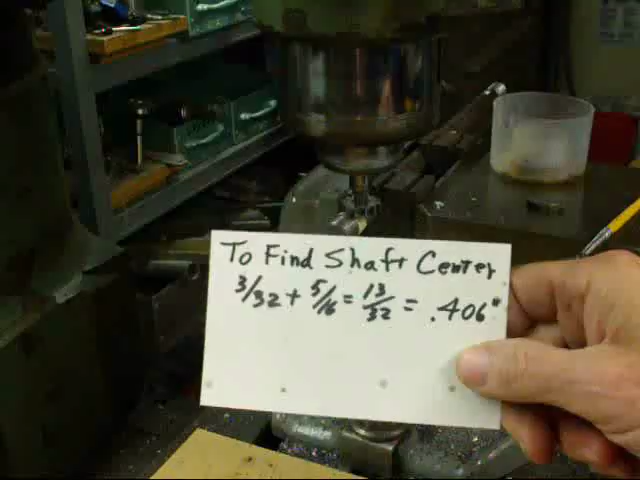 To Find Shaft Center
3/32 + 5/16 = 13/32 = .406"